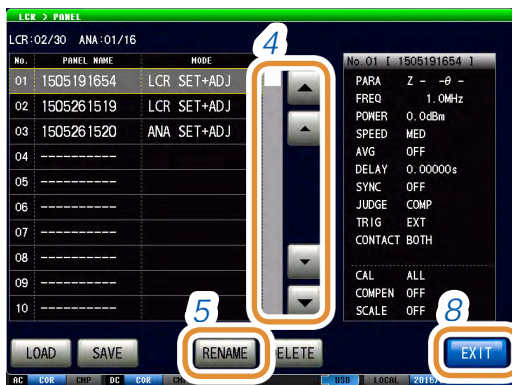 LCR > PANEL
LCR:02/30 ANA:01/16
No. PANEL NAME MODE
01 1505191654 LCR SET+ADJ
02 1505261519 LCR SET+ADJ
03 1505261520 ANA SET+ADJ
04 ----------
05 ----------
06 ----------
07 ----------
08 ----------
09 ----------
10 ----------
4
No. 01 [ 1505191654 ]
PARA Z - -θ -
FREQ 1.0MHz
POWER 0.0dBm
SPEED MED
AVG OFF
DELAY 0.00000s
SYNC OFF
JUDGE COMP
TRIG EXT
CONTACT BOTH
CAL ALL
COMPEN OFF
SCALE OFF
5
8
LOAD SAVE RENAME ELETE EXIT
AC COR CMP DC COR USB LOCAL